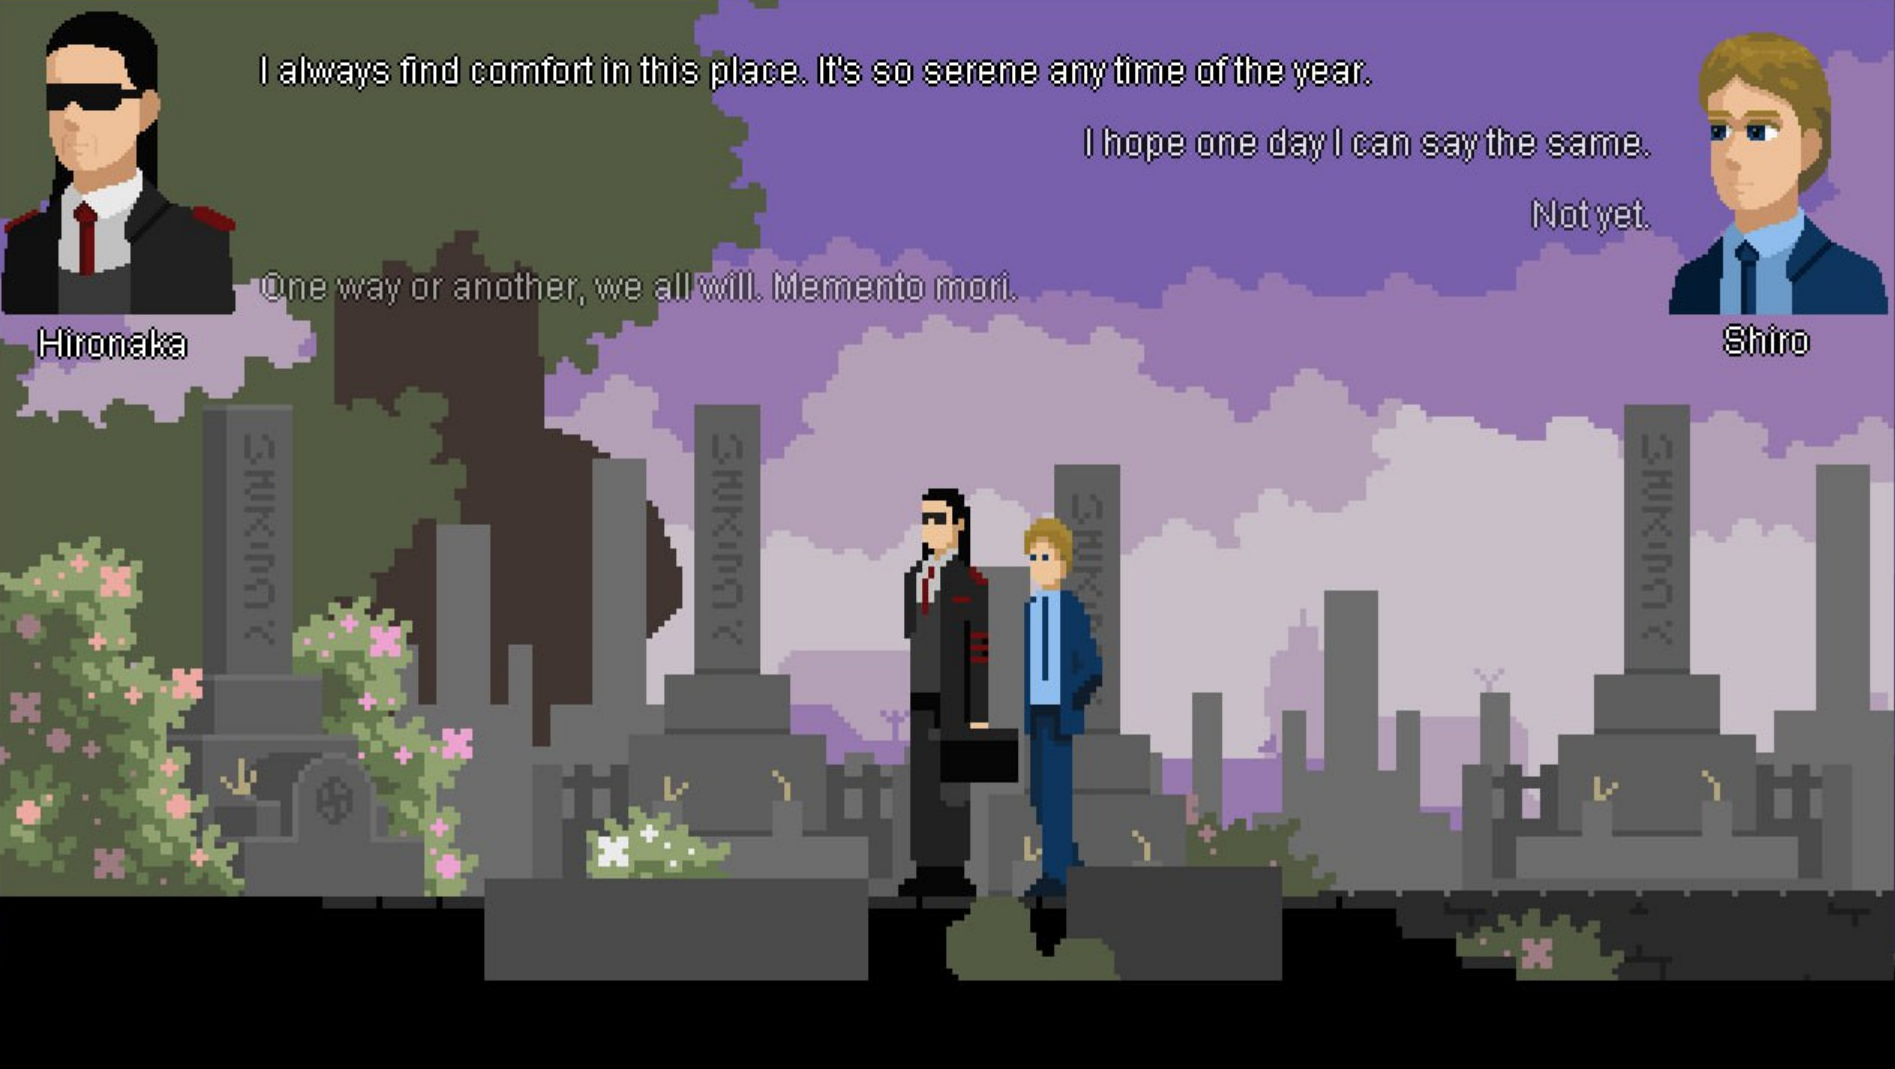 I always find comfort in this place. It's so serene any time of the year.
I hope one day I can say the same.
Not yet.
One way or another, we all will. Memento mori.
Hironaka
Shiro